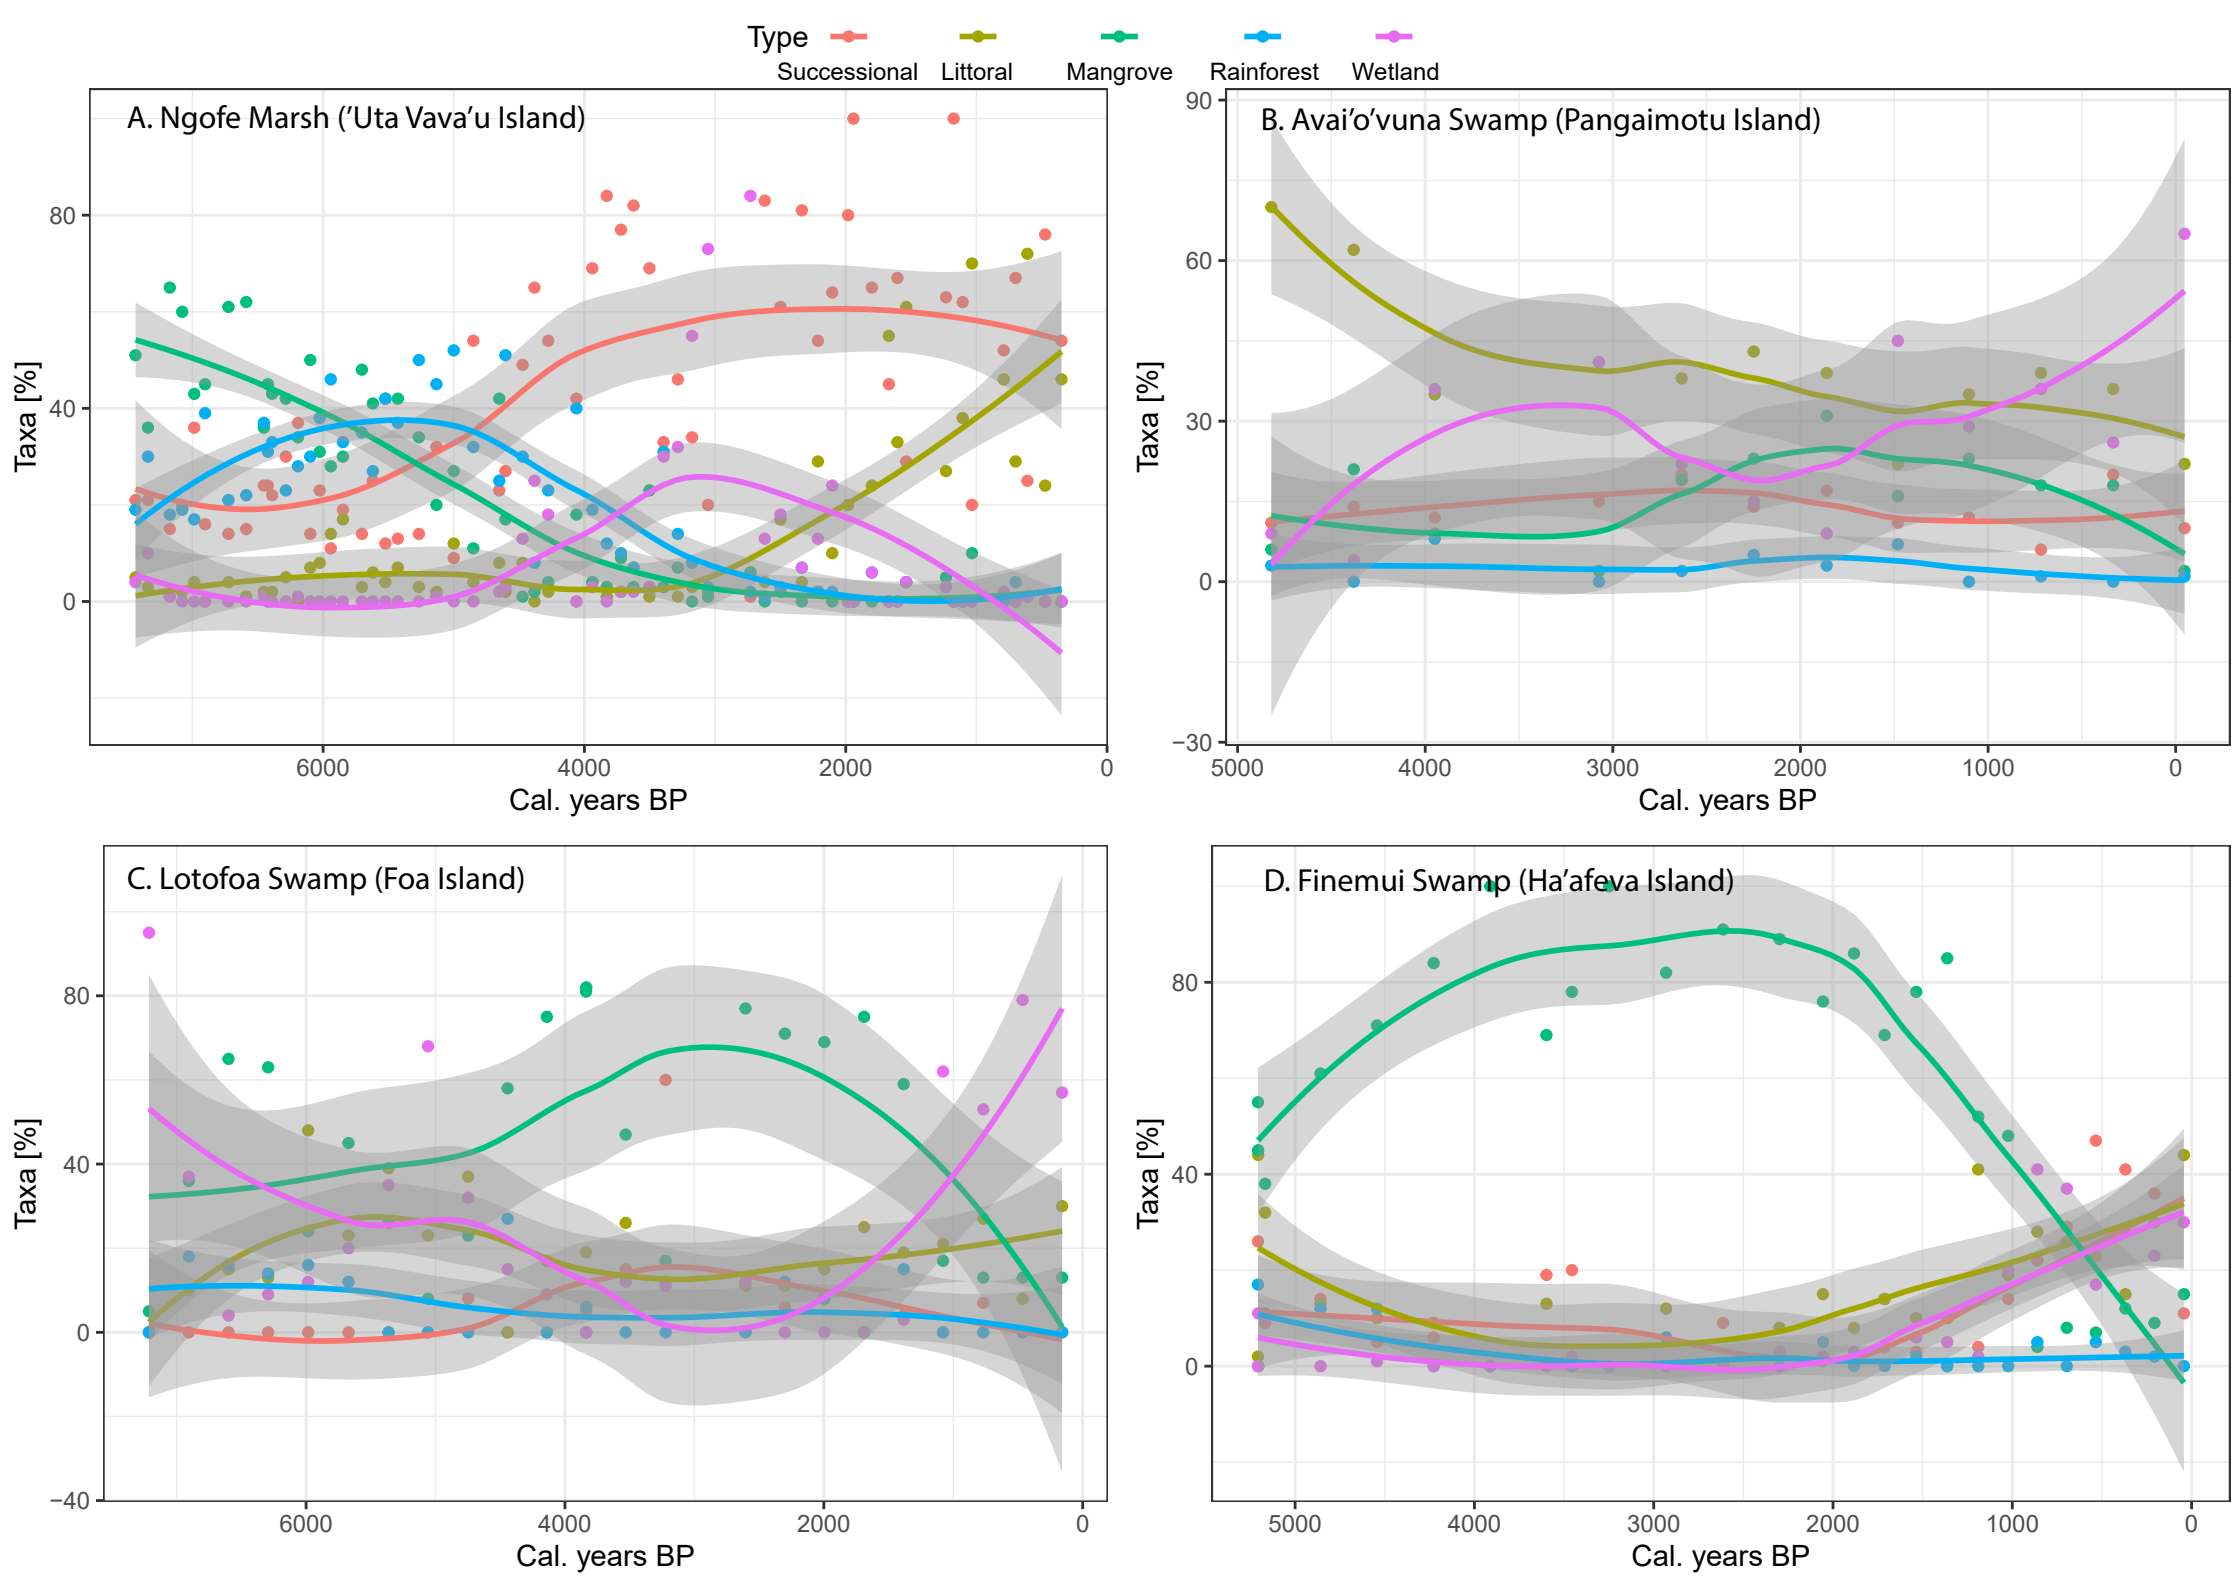 Type
Successional Littoral Mangrove Rainforest Wetland
A. Ngofe Marsh (’Uta Vava’u Island)
80
40
0
Taxa [%]
6000 4000 2000 0
Cal. years BP
B. Avai’o’vuna Swamp (Pangaimotu Island)
90
60
30
0
−30
Taxa [%]
5000 4000 3000 2000 1000 0
Cal. years BP
C. Lotofoa Swamp (Foa Island)
80
40
0
−40
Taxa [%]
6000 4000 2000 0
Cal. years BP
D. Finemui Swamp (Ha’afeva Island)
80
40
0
Taxa [%]
5000 4000 3000 2000 1000 0
Cal. years BP